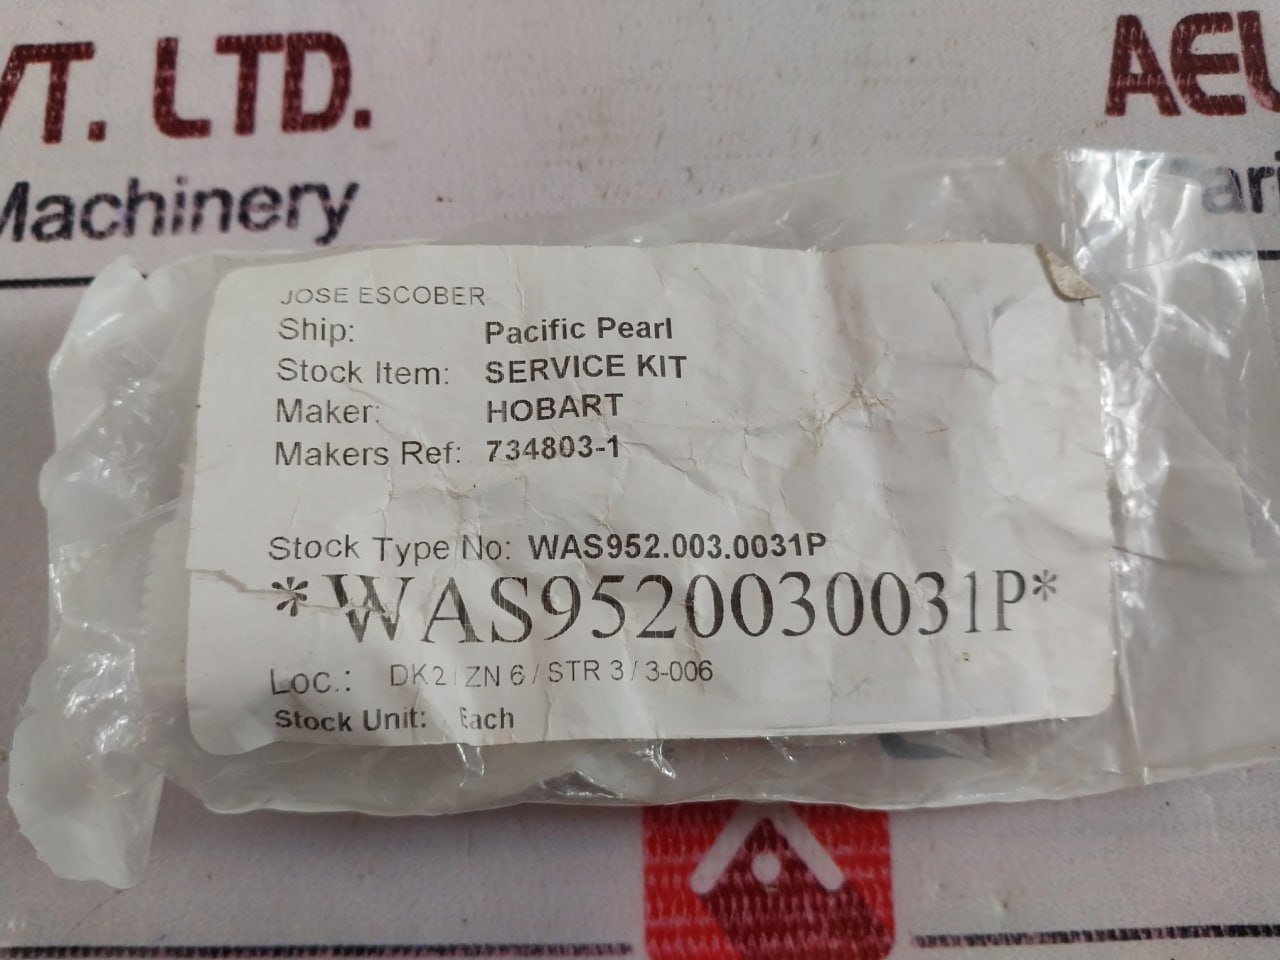 VT. LTD.
AEU
Machinery
JOSE ESCOBER
Ship: Pacific Pearl
Stock Item: SERVICE KIT
Maker: HOBART
Makers Ref: 734803-1
Stock Type No: WAS952.003.0031P
*WAS9520030031P*
Loc.: DK2 / ZN 6 / STR 3 / 3-006
Stock Unit: Each